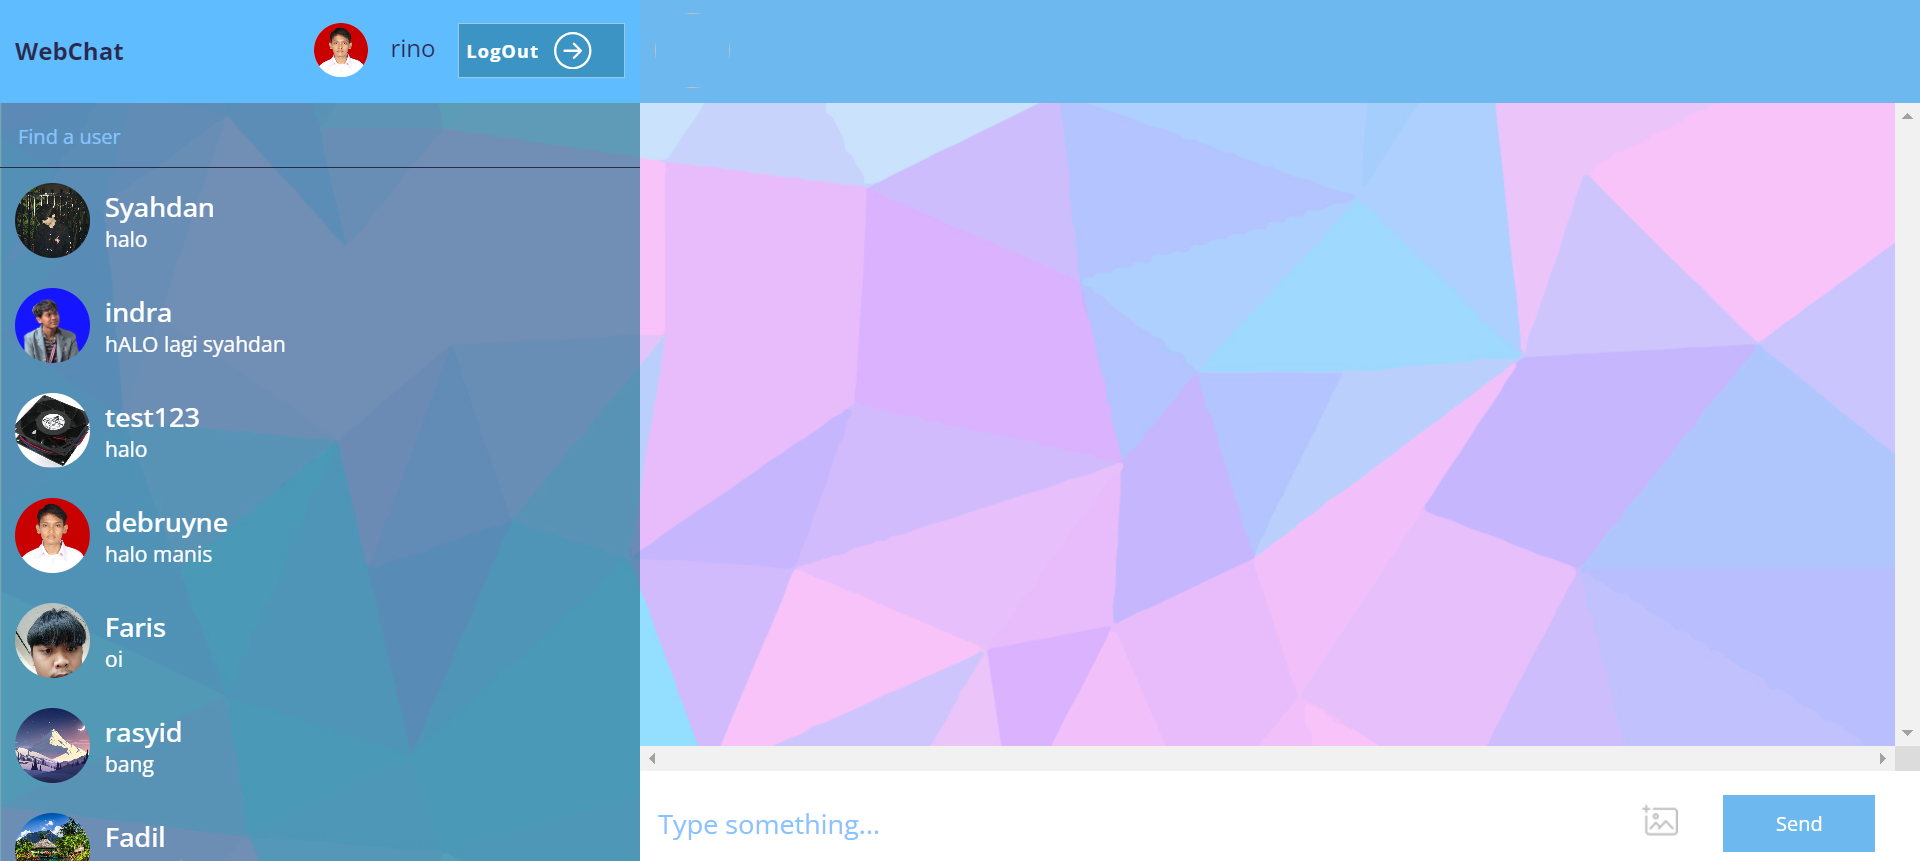 WebChat
rino
LogOut
Find a user
Syahdan
halo
indra
hALO lagi syahdan
test123
halo
debruyne
halo manis
Faris
oi
rasyid
bang
Fadil
Type something...
Send